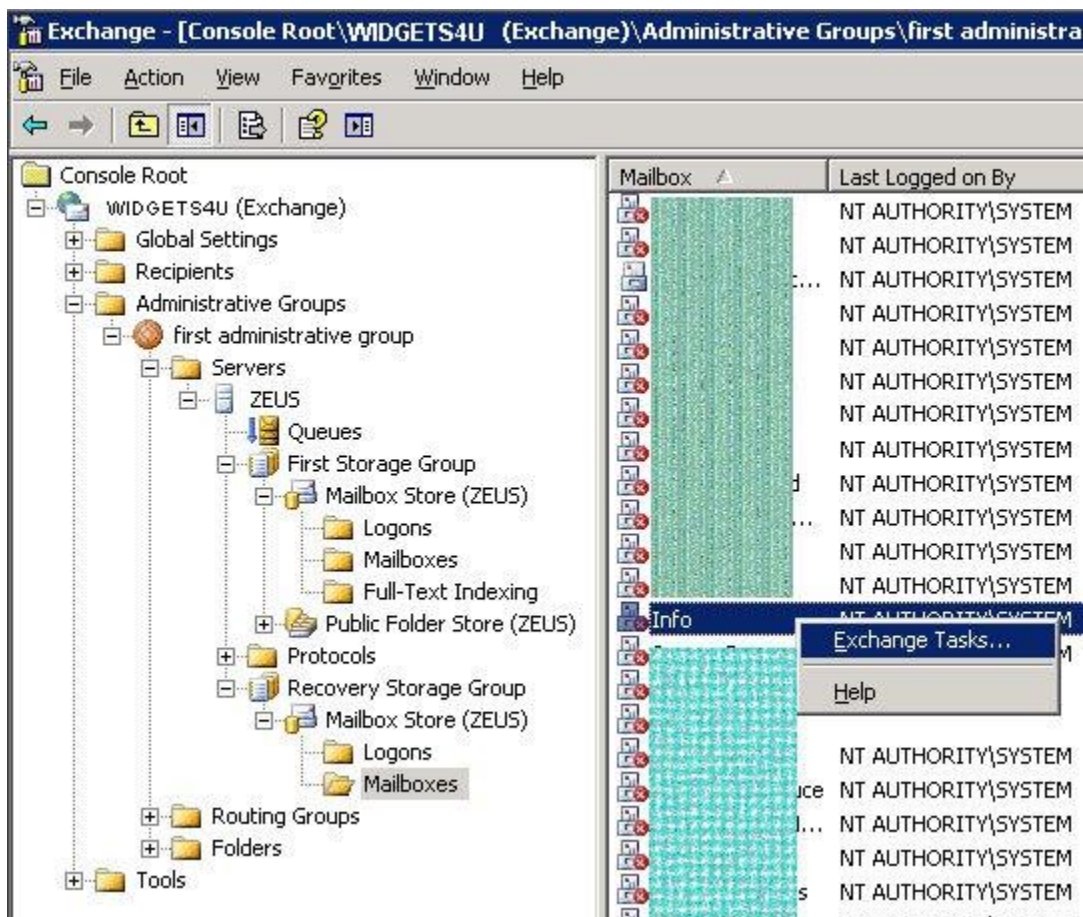 Exchange - [Console Root\WIDGETS4U (Exchange)\Administrative Groups\first administra
File Action View Favorites Window Help
Console Root
WIDGETS4U (Exchange)
Global Settings
Recipients
Administrative Groups
first administrative group
Servers
ZEUS
Queues
First Storage Group
Mailbox Store (ZEUS)
Logons
Mailboxes
Full-Text Indexing
Public Folder Store (ZEUS)
Protocols
Recovery Storage Group
Mailbox Store (ZEUS)
Logons
Mailboxes
Routing Groups
Folders
Tools
Mailbox Last Logged on By
NT AUTHORITY\SYSTEM
NT AUTHORITY\SYSTEM
... NT AUTHORITY\SYSTEM
NT AUTHORITY\SYSTEM
NT AUTHORITY\SYSTEM
NT AUTHORITY\SYSTEM
NT AUTHORITY\SYSTEM
NT AUTHORITY\SYSTEM
NT AUTHORITY\SYSTEM
... NT AUTHORITY\SYSTEM
NT AUTHORITY\SYSTEM
NT AUTHORITY\SYSTEM
Info NT AUTHORITY\SYSTEM
Exchange Tasks...
Help
NT AUTHORITY\SYSTEM
uce NT AUTHORITY\SYSTEM
... NT AUTHORITY\SYSTEM
NT AUTHORITY\SYSTEM
s NT AUTHORITY\SYSTEM